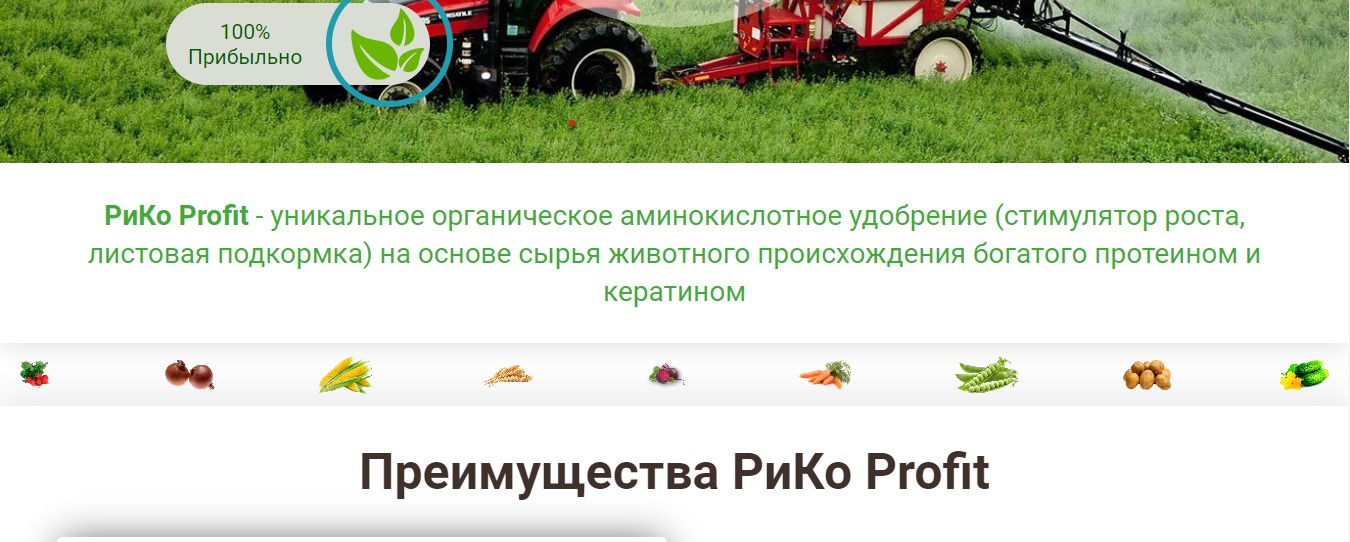 100%
Прибыльно
РиКо Profit - уникальное органическое аминокислотное удобрение (стимулятор роста,
листовая подкормка) на основе сырья животного происхождения богатого протеином и
кератином
Преимущества РиКо Profit